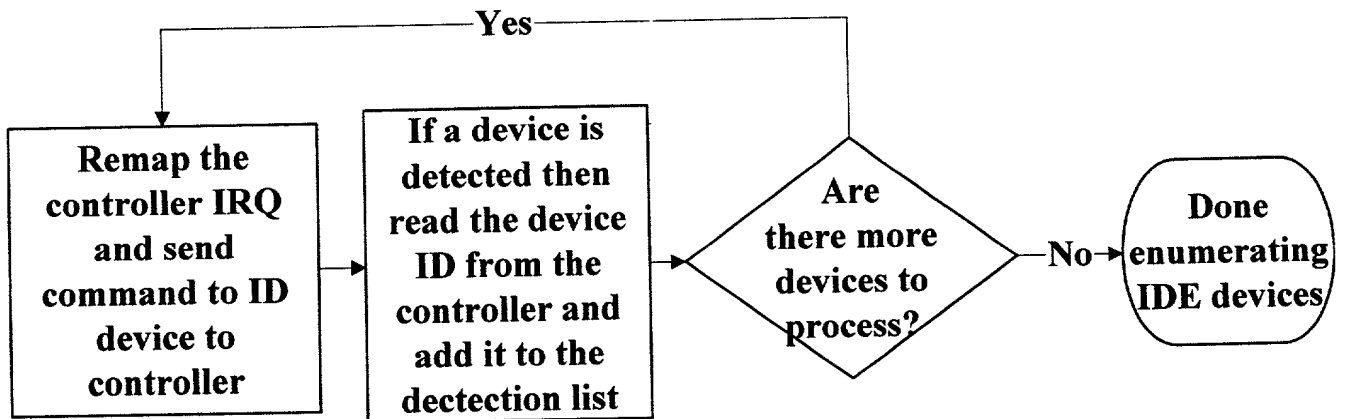 Yes
Remap the
controller IRQ
and send
command to ID
device to
controller
If a device is
detected then
read the device
ID from the
controller and
add it to the
dectection list
Are
there more
devices to
process?
No
Done
enumerating
IDE devices